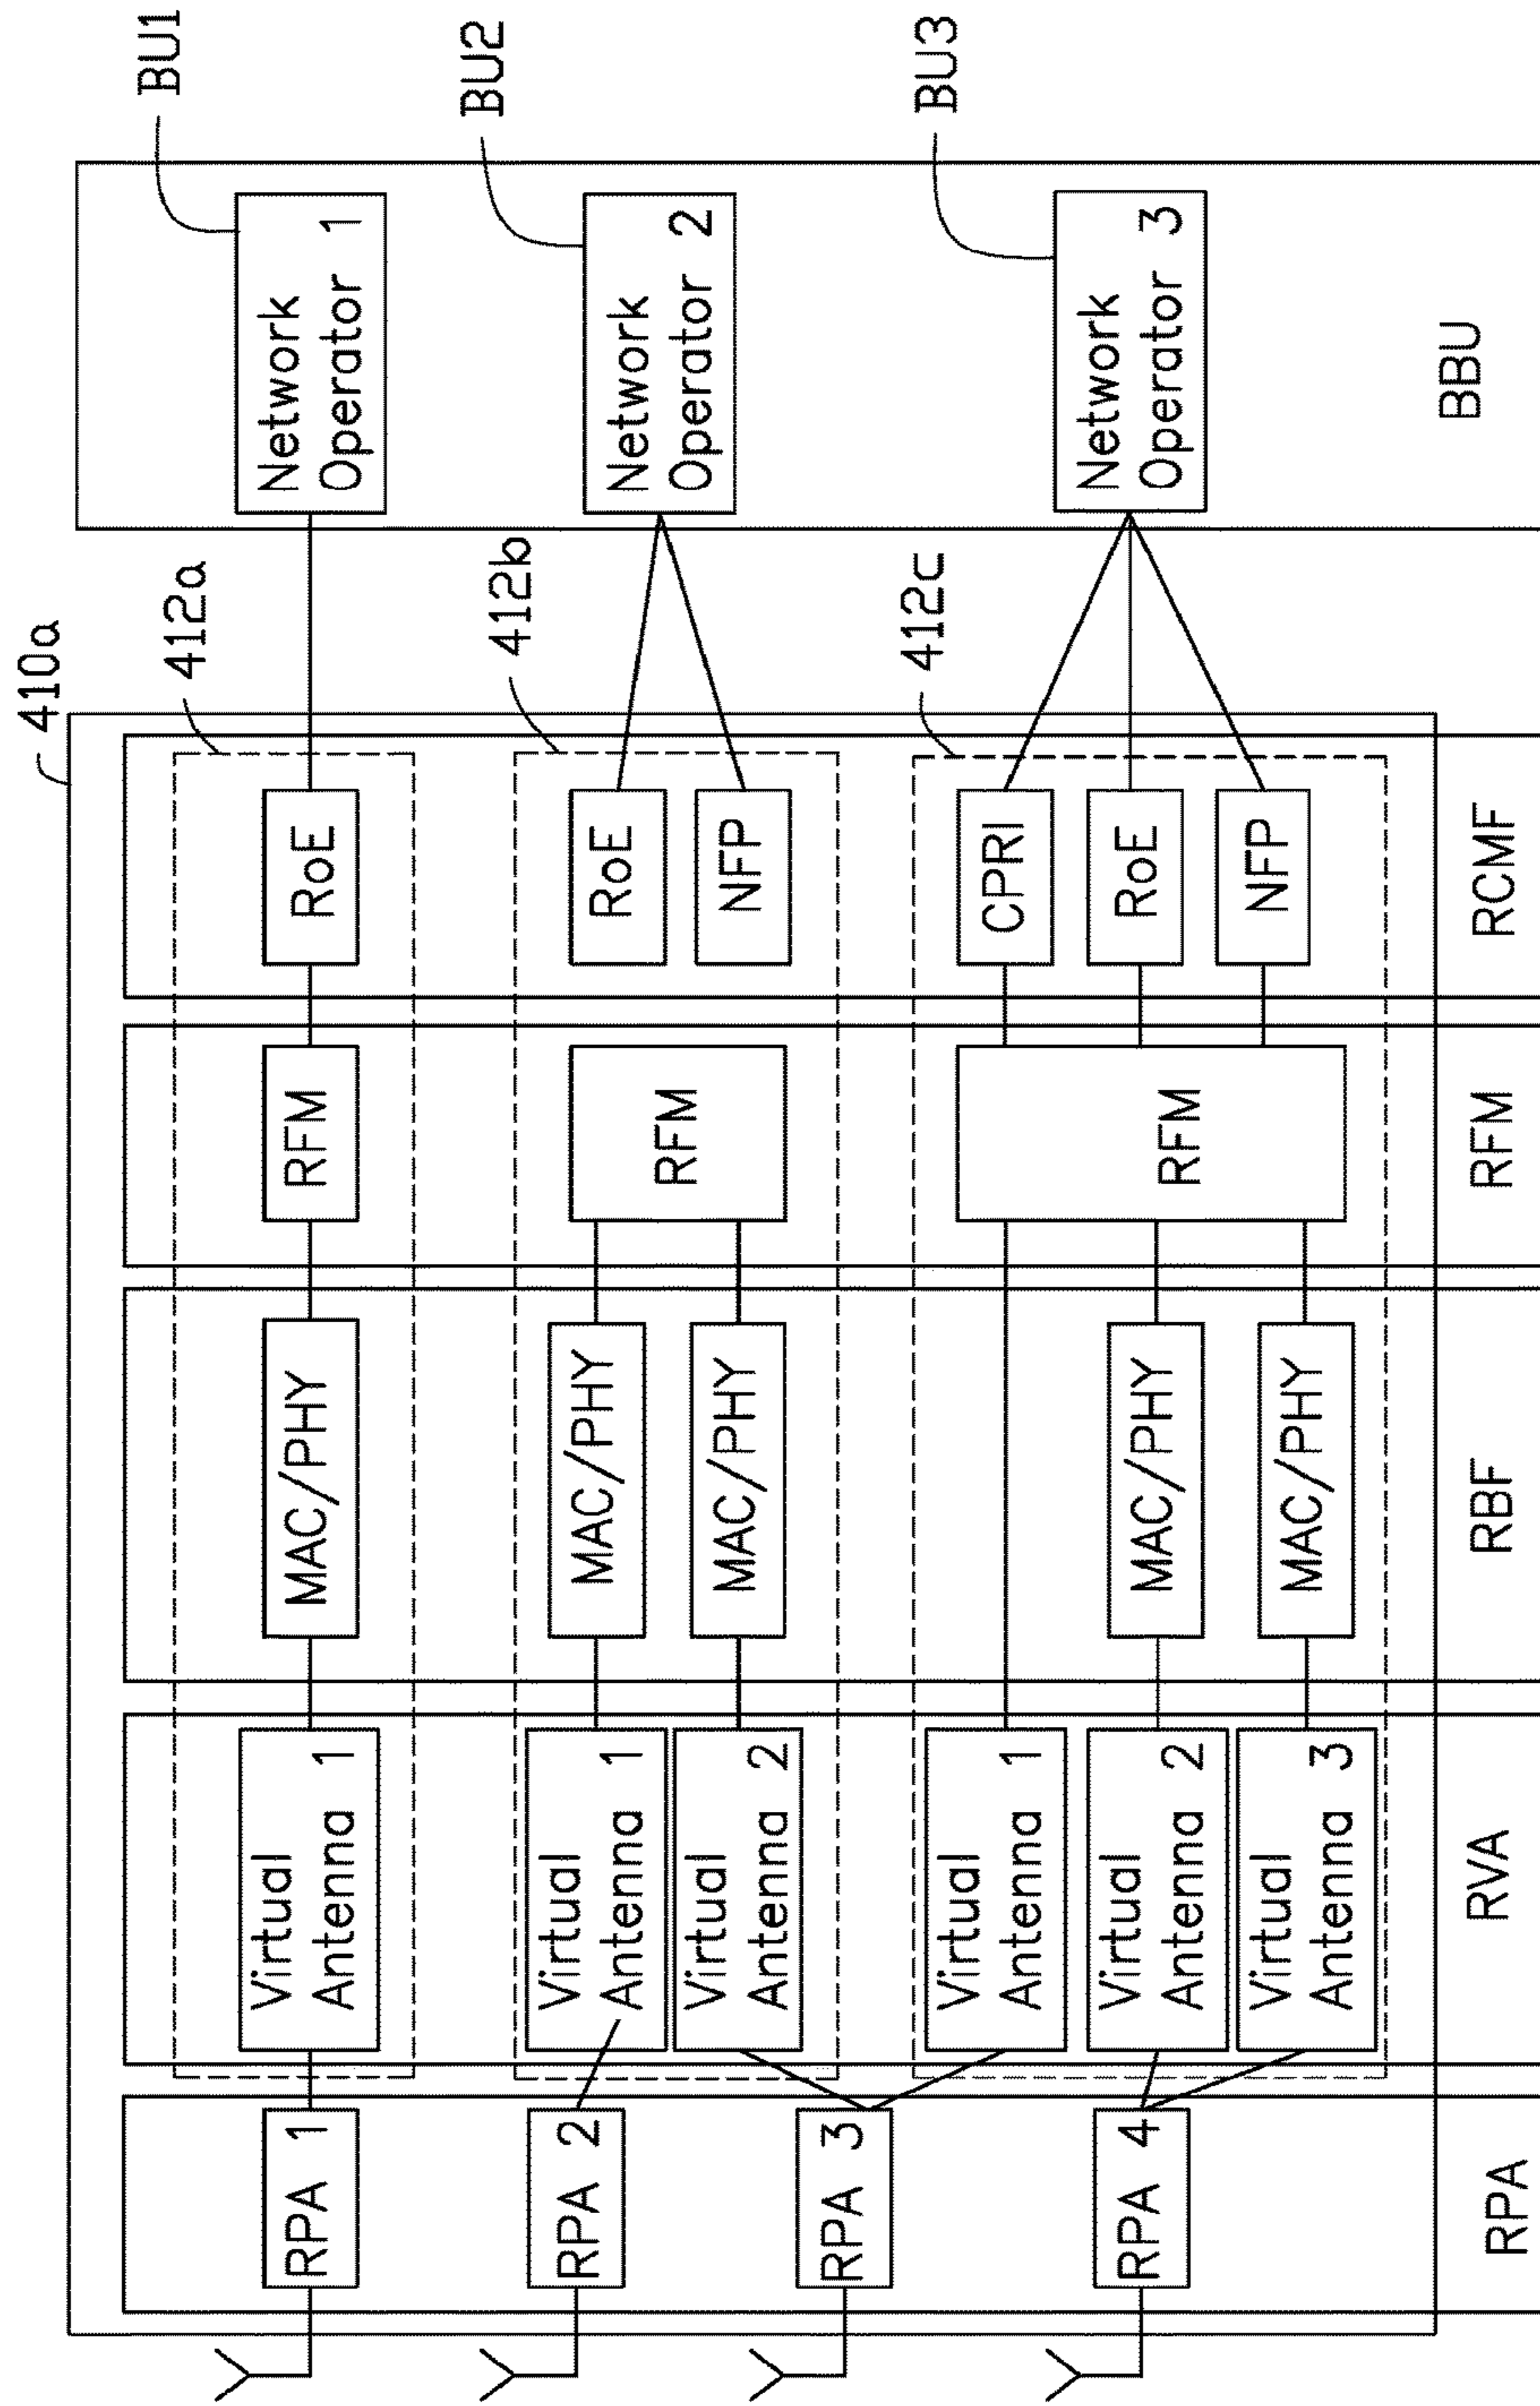 410a
412a
BU1
RPA 1
Virtual
Antenna 1
MAC/PHY
RFM
RoE
Network
Operator 1
412b
BU2
RPA 2
Virtual
Antenna 1
MAC/PHY
RFM
RoE
Network
Operator 2
Virtual
Antenna 2
MAC/PHY
NFP
RPA 3
412c
BU3
Virtual
Antenna 1
CPRI
RPA 4
Virtual
Antenna 2
MAC/PHY
RFM
RoE
Network
Operator 3
Virtual
Antenna 3
MAC/PHY
NFP
RPA
RVA
RBF
RFM
RCMF
BBU